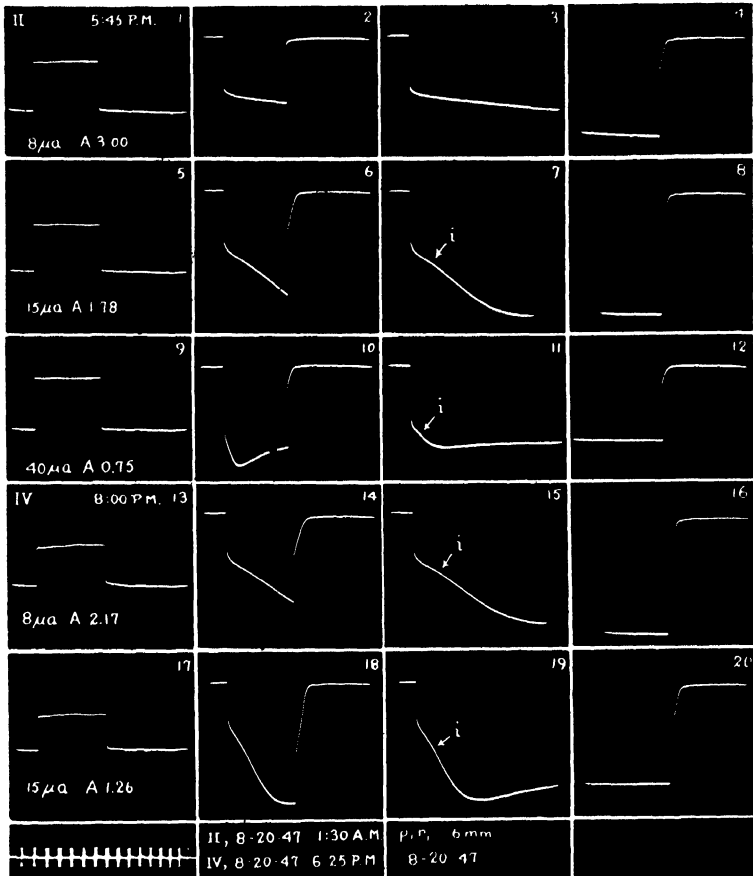 II 5:45 P.M. 1 2 3 4
8μa A 3.00
5 6 7 8
i
15μa A 1.78
9 10 11 12
i
40μa A 0.75
IV 8:00 P.M. 13 14 15 16
i
8μa A 2.17
17 18 19 20
i
15μa A 1.26
II, 8-20-47 1:30 A.M. p, r, 6mm
IV, 8-20-47 6 25 P.M 8-20 47